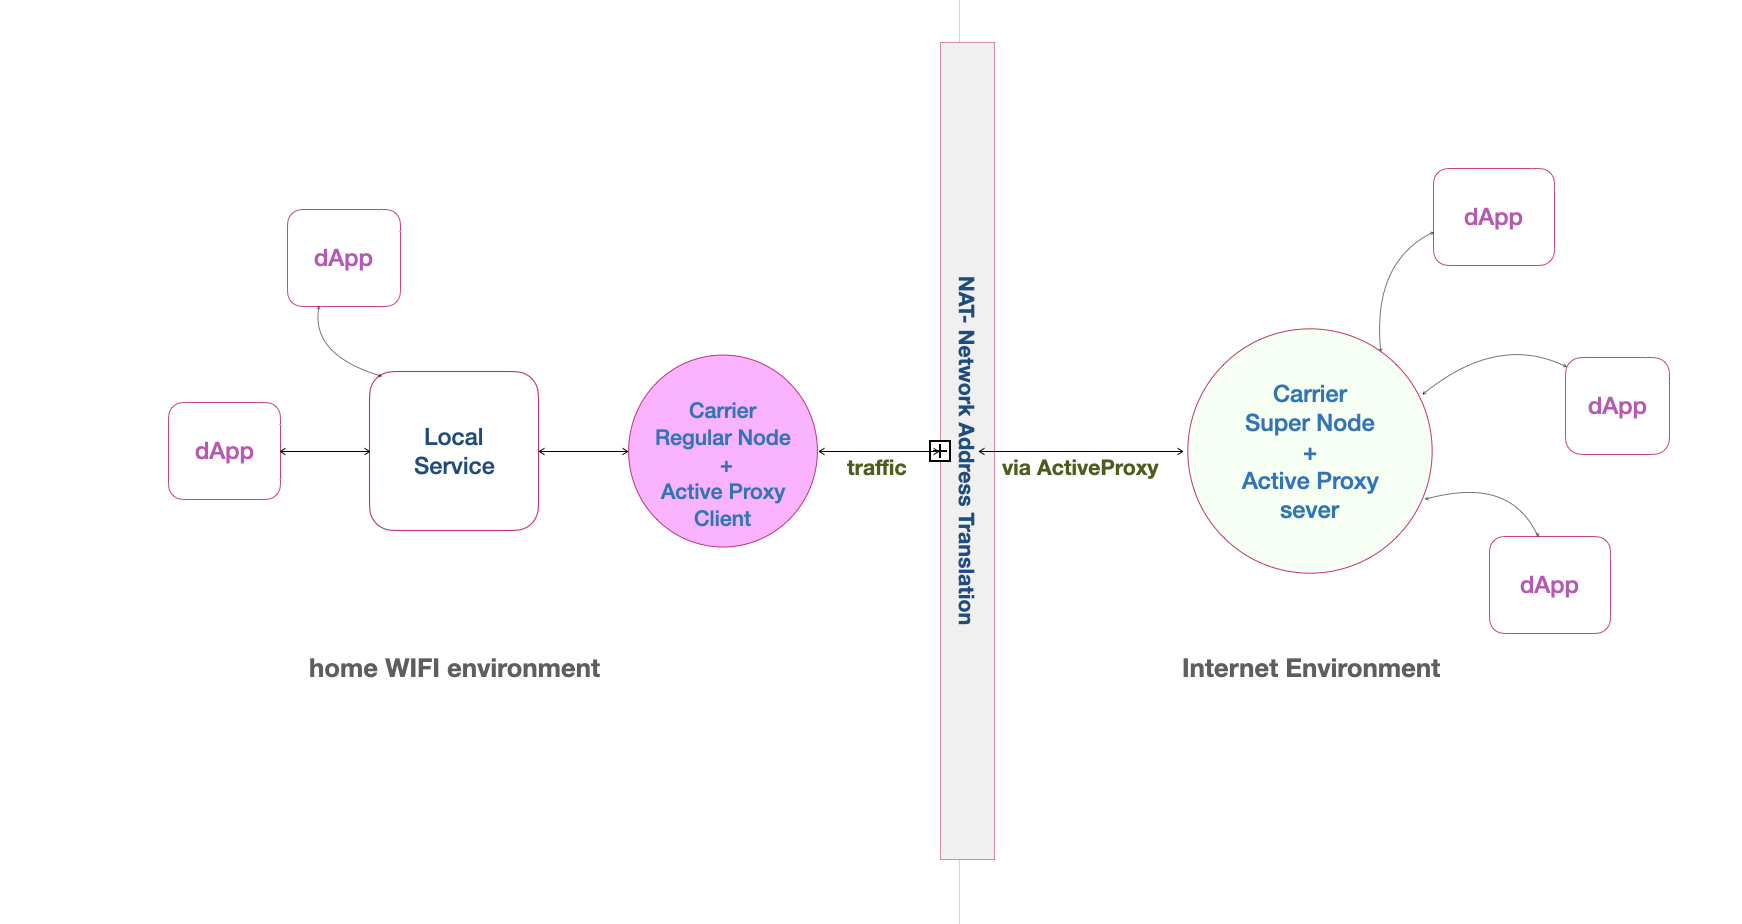 dApp
dApp
Local
Service
Carrier
Regular Node
+
Active Proxy
Client
traffic
NAT- Network Address Translation
via ActiveProxy
Carrier
Super Node
+
Active Proxy
sever
dApp
dApp
dApp
home WIFI environment
Internet Environment